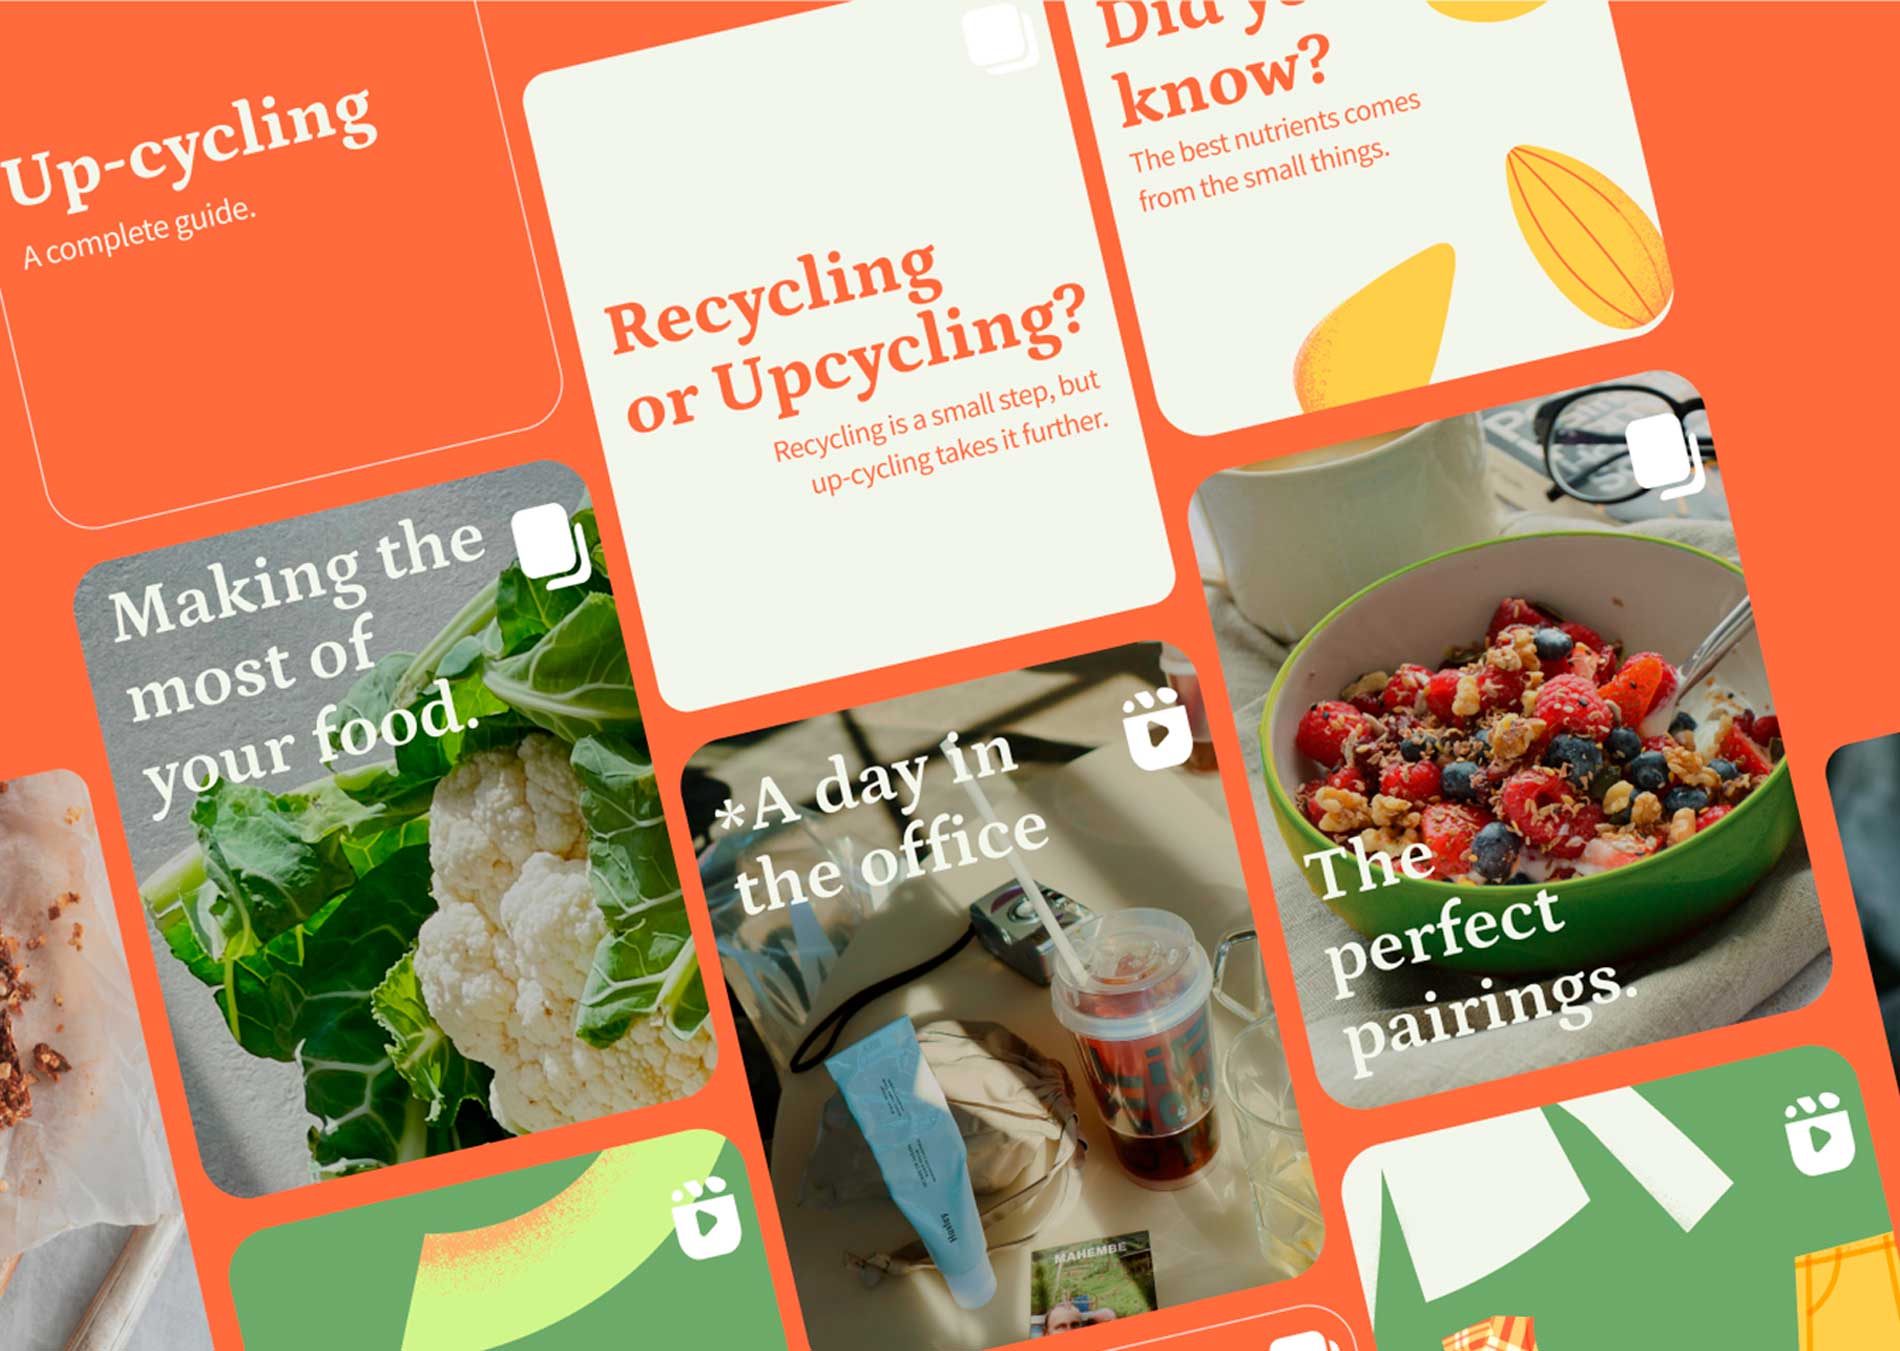 Up-cycling
A complete guide.
Recycling
or Upcycling?
Recycling is a small step, but
up-cycling takes it further.
Did
know?
The best nutrients comes
from the small things.
Making the
most of
your food.
*A day in
the office
The
perfect
pairings.
Huxley
MAHEMBE